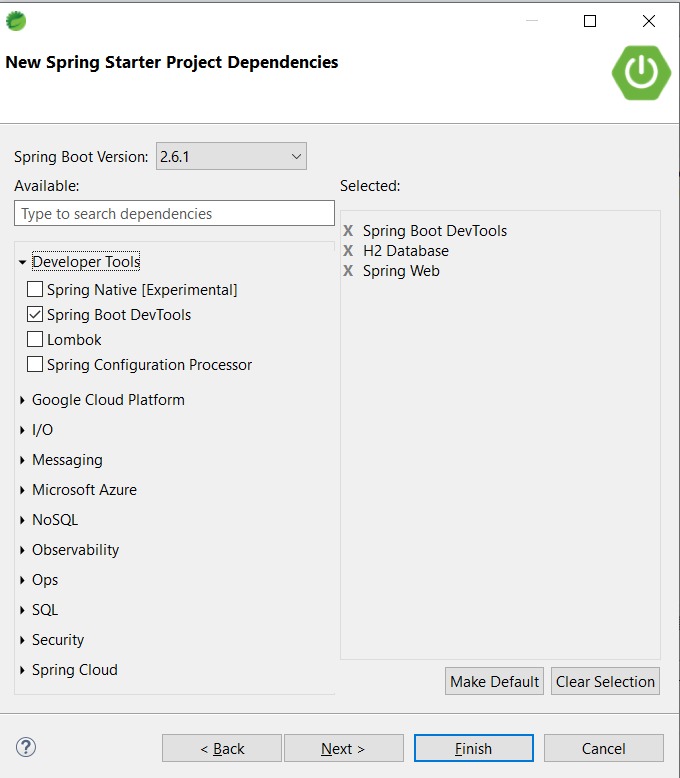 New Spring Starter Project Dependencies
Spring Boot Version: 2.6.1
Available:
Type to search dependencies
Developer Tools
Spring Native [Experimental]
Spring Boot DevTools
Lombok
Spring Configuration Processor
Google Cloud Platform
I/O
Messaging
Microsoft Azure
NoSQL
Observability
Ops
SQL
Security
Spring Cloud
Selected:
X Spring Boot DevTools
X H2 Database
X Spring Web
Make Default Clear Selection
? < Back Next > Finish Cancel